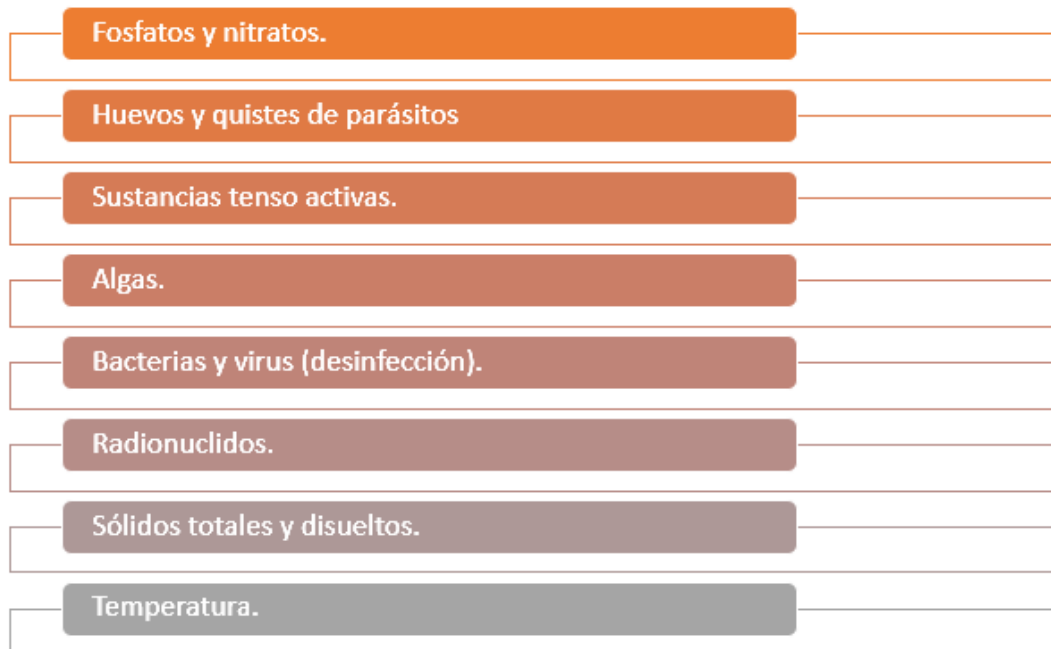 Fosfatos y nitratos.
Huevos y quistes de parásitos
Sustancias tenso activas.
Algas.
Bacterias y virus (desinfección).
Radionuclidos.
Sólidos totales y disueltos.
Temperatura.